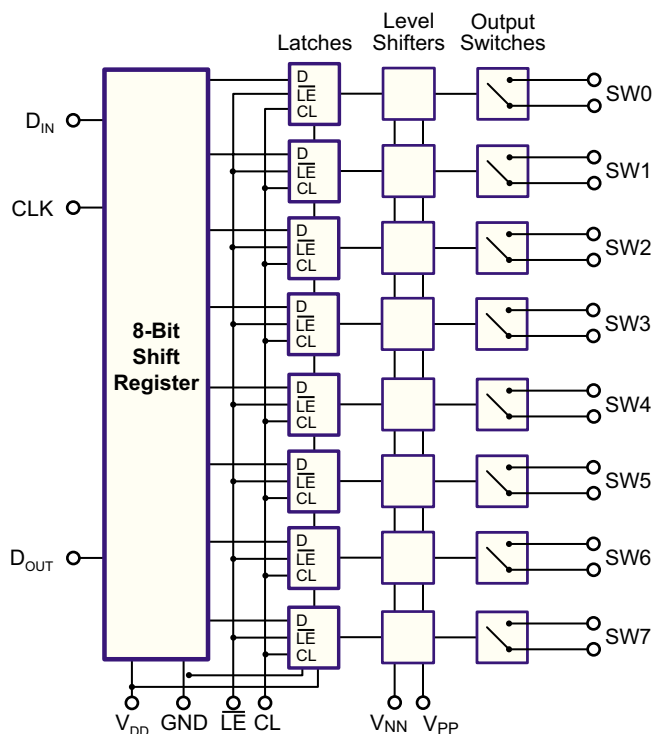 Latches
Level
Shifters
Output
Switches
D
LE
CL
SW0
D_IN
D
LE
CL
SW1
CLK
D
LE
CL
SW2
8-Bit
Shift
Register
D
LE
CL
SW3
D
LE
CL
SW4
D
LE
CL
SW5
D_OUT
D
LE
CL
SW6
D
LE
CL
SW7
V_DD GND LE CL V_NN V_PP